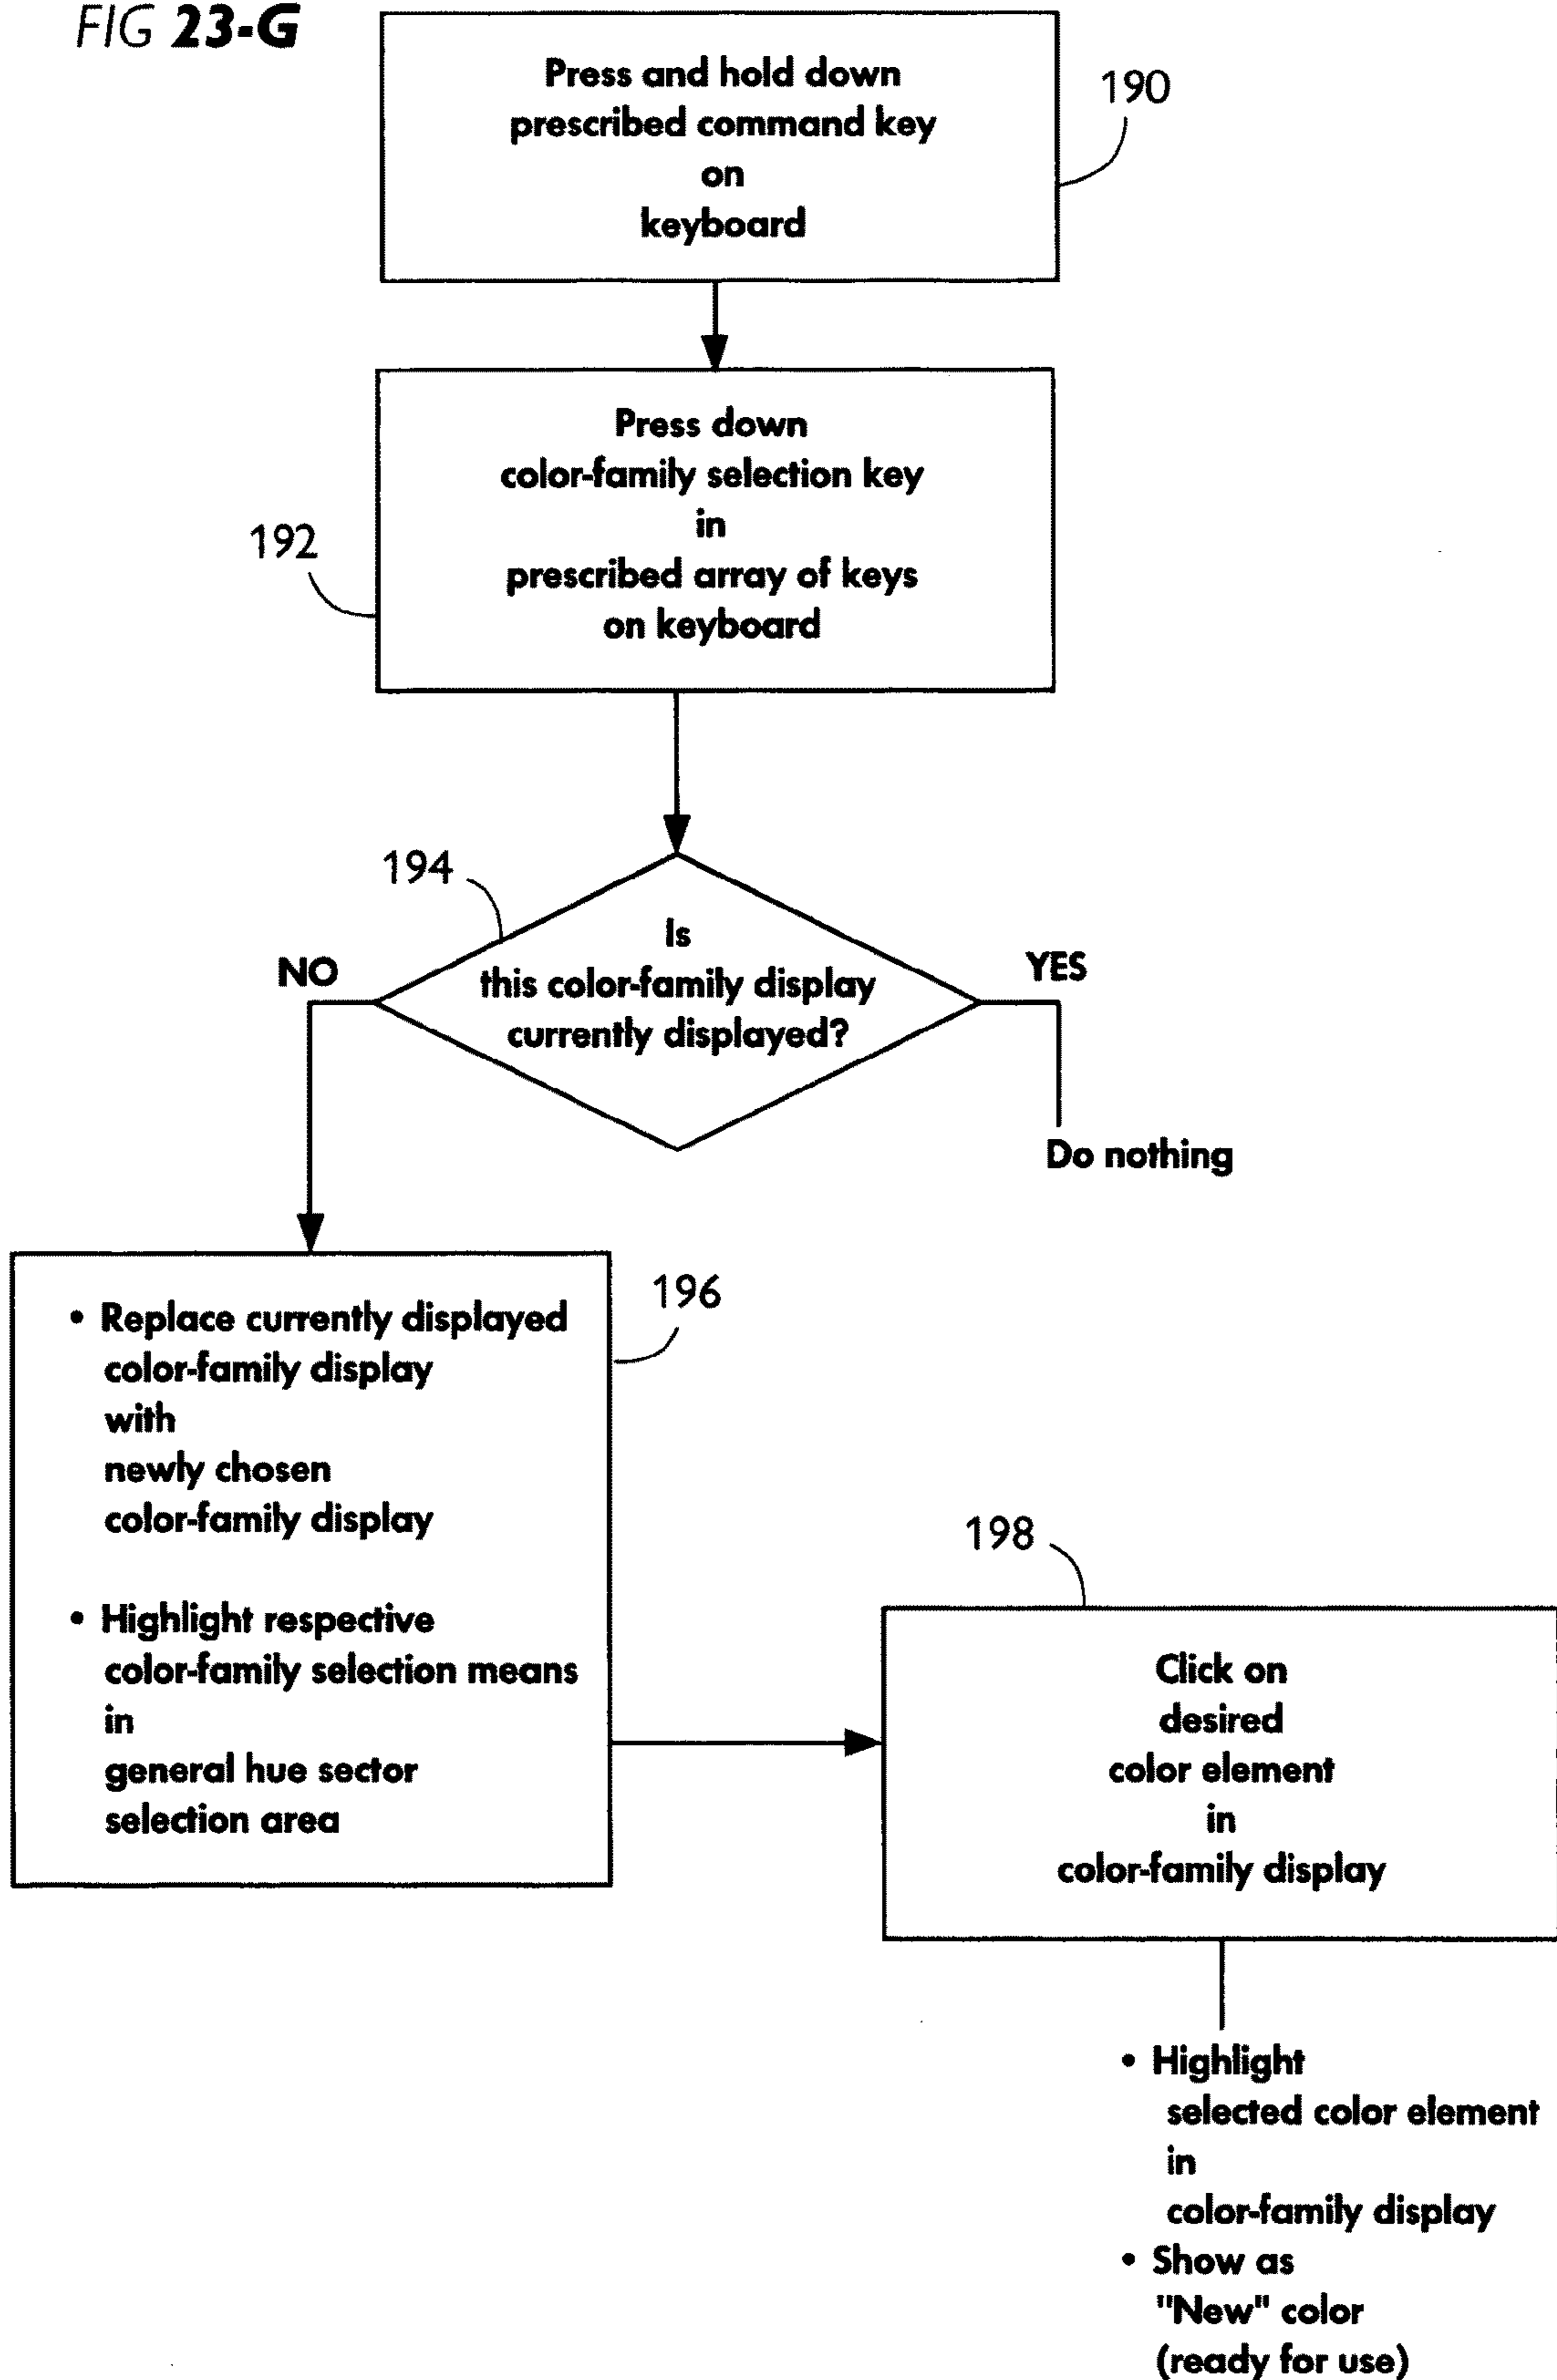 FIG 23-G
Press and hold down
prescribed command key
on
keyboard
190
Press down
color-family selection key
in
prescribed array of keys
on keyboard
192
194
Is
this color-family display
currently displayed?
NO
YES
Do nothing
• Replace currently displayed
color-family display
with
newly chosen
color-family display
• Highlight respective
color-family selection means
in
general hue sector
selection area
196
198
Click on
desired
color element
in
color-family display
• Highlight
selected color element
in
color-family display
• Show as
"New" color
(ready for use)